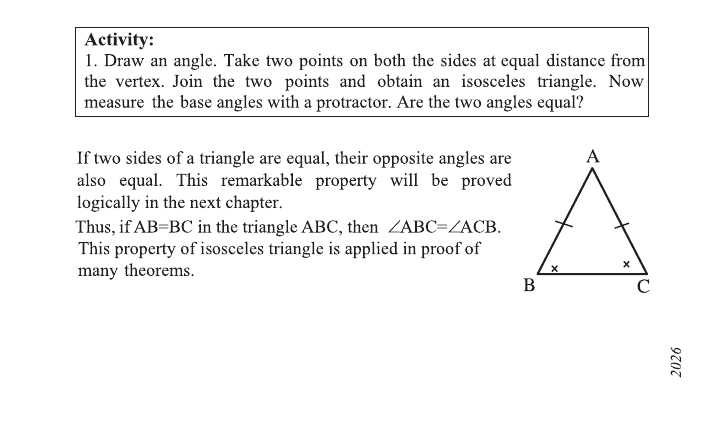 Activity:
1. Draw an angle. Take two points on both the sides at equal distance from
the vertex. Join the two points and obtain an isosceles triangle. Now
measure the base angles with a protractor. Are the two angles equal?
If two sides of a triangle are equal, their opposite angles are
also equal. This remarkable property will be proved
logically in the next chapter.
Thus, if AB=BC in the triangle ABC, then ∠ABC=∠ACB.
This property of isosceles triangle is applied in proof of
many theorems.
A
x
x
B
C
2026